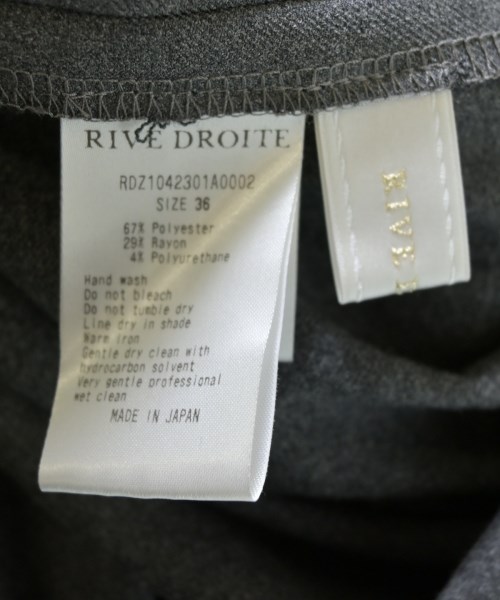 RIVE DROITE
RDZ1042301A0002
SIZE 36
67% Polyester
29% Rayon
4% Polyurethane
Hand wash
Do not bleach
Do not tumble dry
Line dry in shade
Warm iron
Gentle dry clean with
hydrocarbon solvent
Very gentle professional
wet clean
MADE IN JAPAN
RIVE